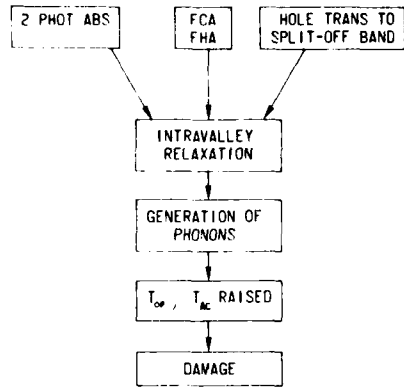 2 PHOT ABS
FCA
FHA
HOLE TRANS TO
SPLIT-OFF BAND
INTRAVALLEY
RELAXATION
GENERATION OF
PHONONS
T_OP, T_AC RAISED
DAMAGE